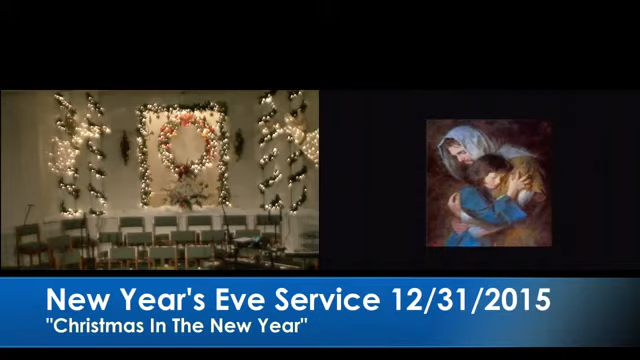 New Year's Eve Service 12/31/2015
"Christmas In The New Year"